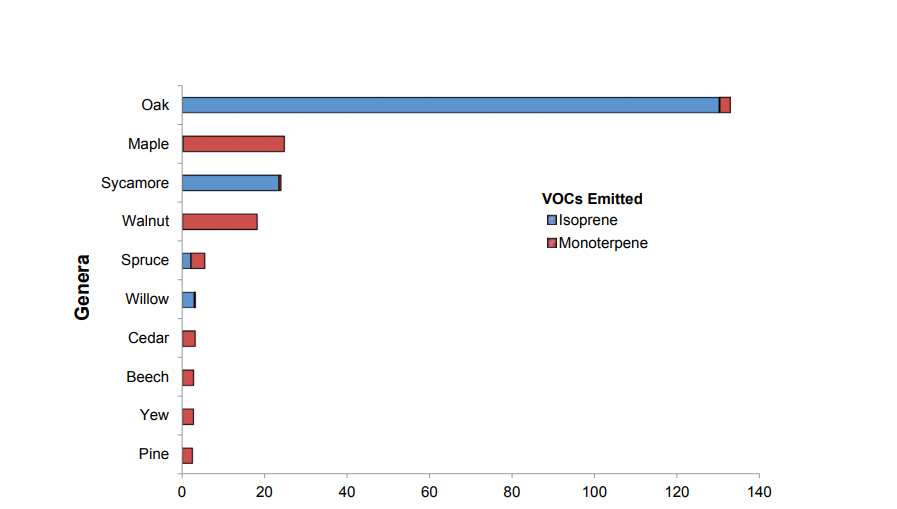 Oak
Maple
Sycamore
Walnut
Spruce
Willow
Cedar
Beech
Yew
Pine
Genera
VOCs Emitted
Isoprene
Monoterpene
0 20 40 60 80 100 120 140